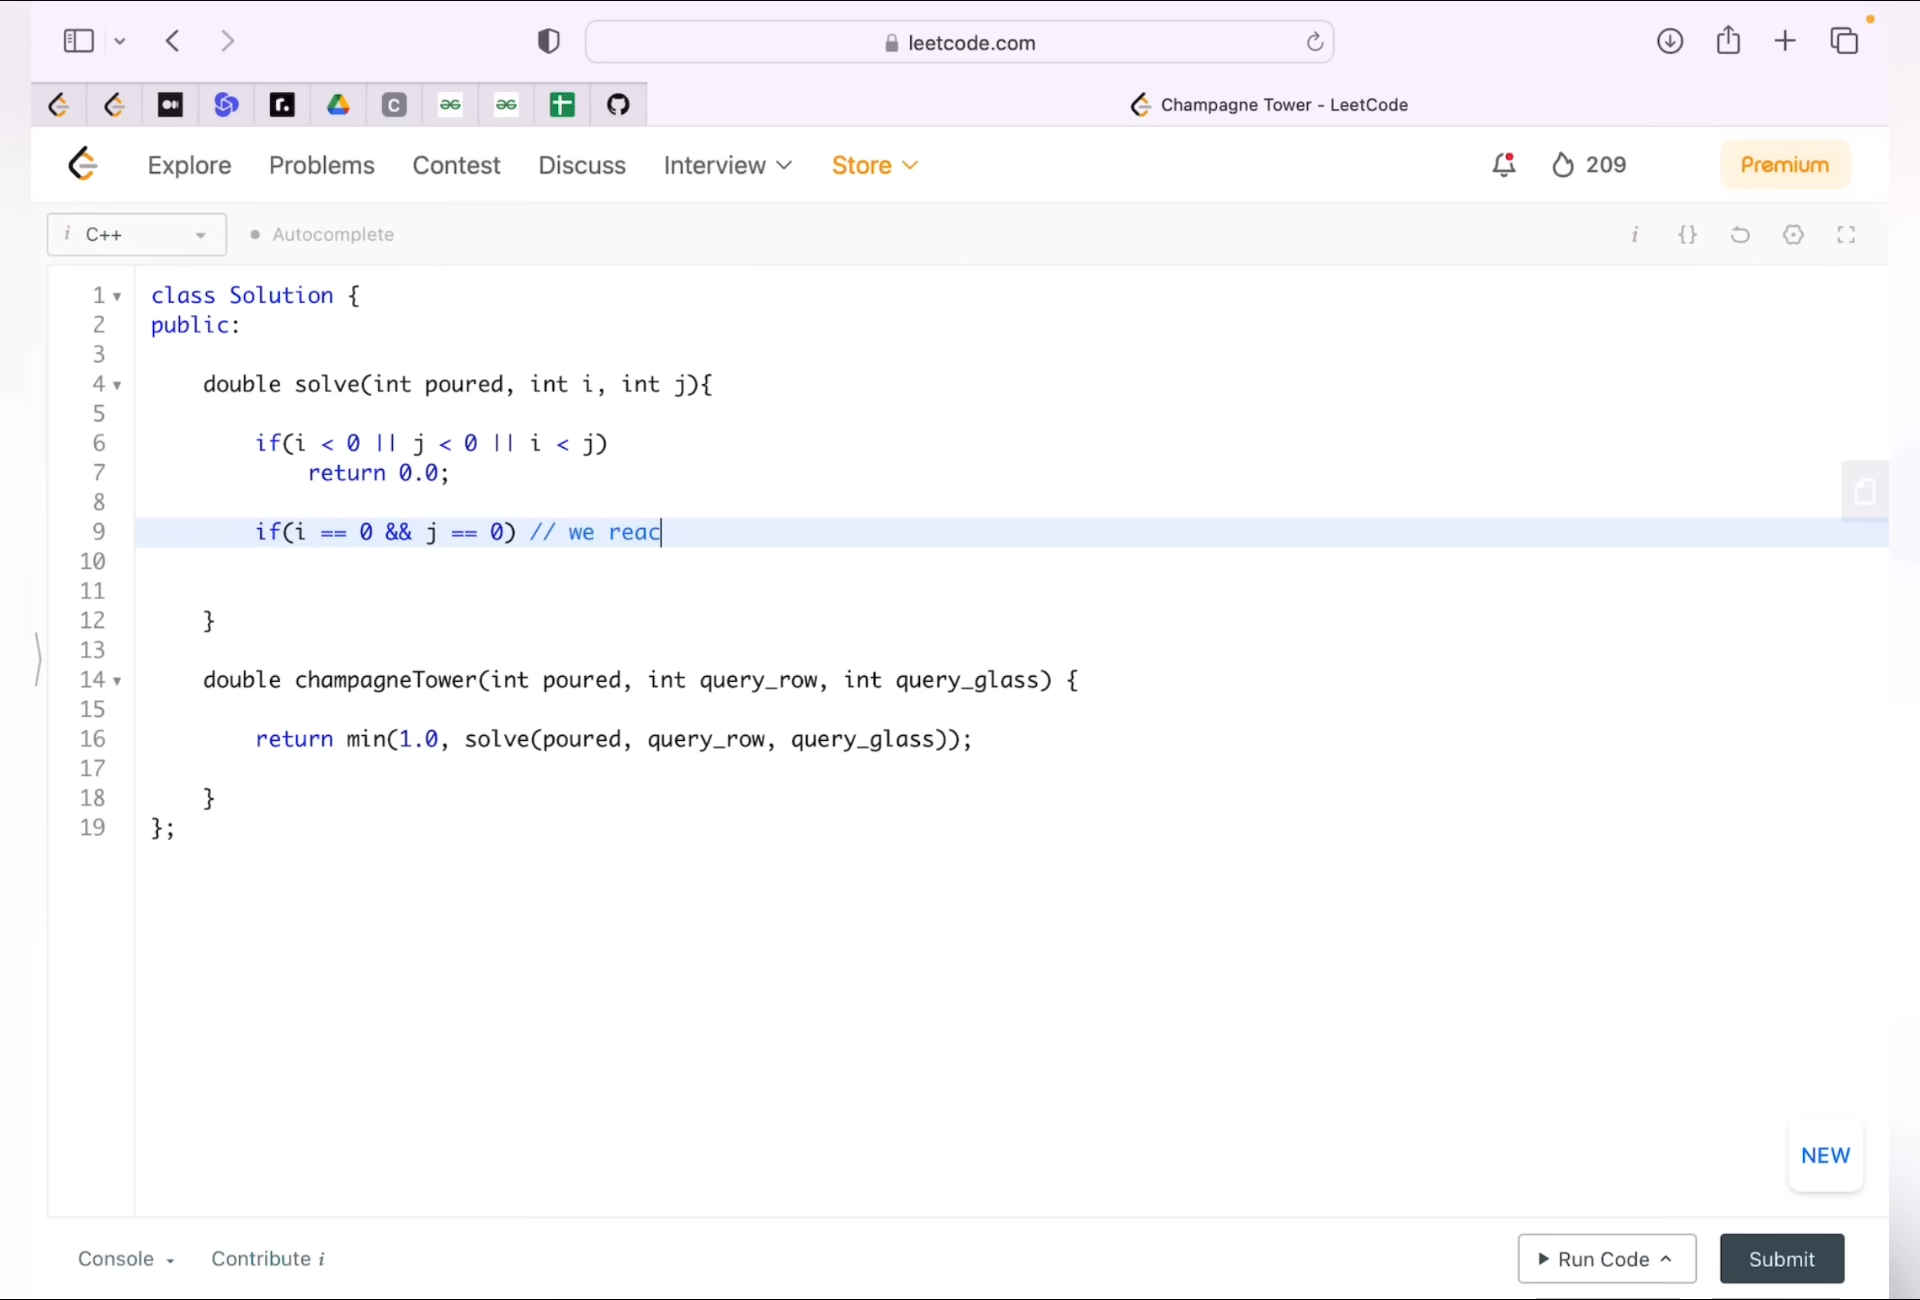 leetcode.com
C
Champagne Tower - LeetCode
Explore Problems Contest Discuss Interview Store 209 Premium
i C++ Autocomplete i {}
1 class Solution {
2 public:
3
4 double solve(int poured, int i, int j){
5
6 if(i < 0 || j < 0 || i < j)
7 return 0.0;
8
9 if(i == 0 && j == 0) // we reac
10
11
12 }
13
14 double champagneTower(int poured, int query_row, int query_glass) {
15
16 return min(1.0, solve(poured, query_row, query_glass));
17
18 }
19 };
NEW
Console Contribute i Run Code Submit